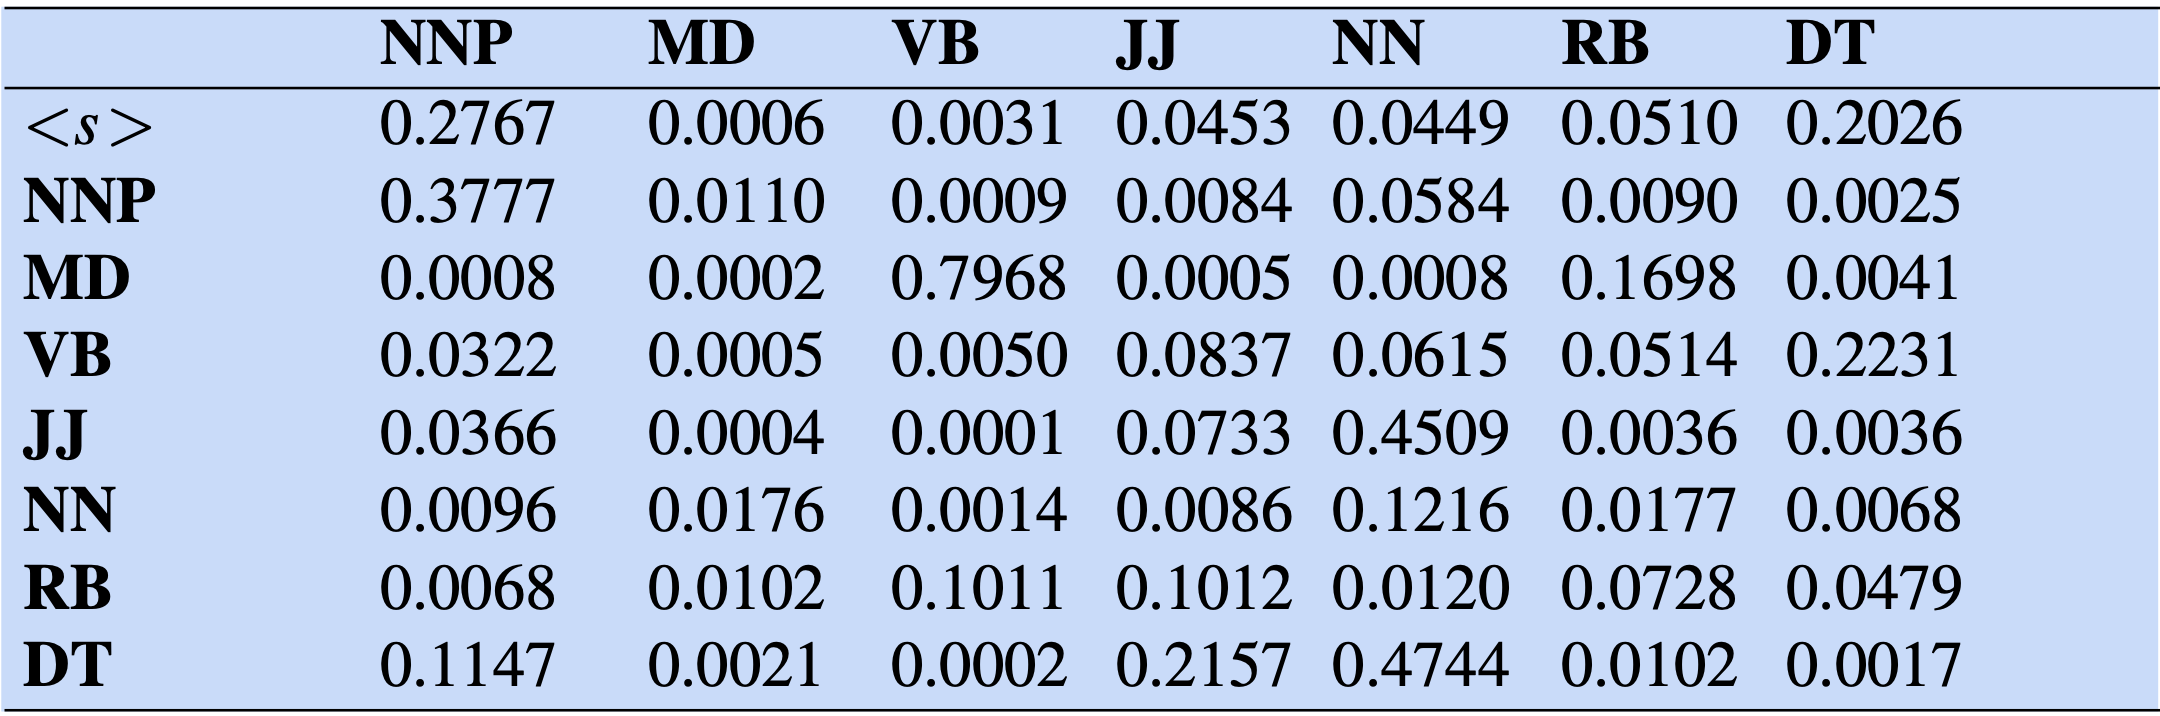 NNP MD VB JJ NN RB DT
<s> 0.2767 0.0006 0.0031 0.0453 0.0449 0.0510 0.2026
NNP 0.3777 0.0110 0.0009 0.0084 0.0584 0.0090 0.0025
MD 0.0008 0.0002 0.7968 0.0005 0.0008 0.1698 0.0041
VB 0.0322 0.0005 0.0050 0.0837 0.0615 0.0514 0.2231
JJ 0.0366 0.0004 0.0001 0.0733 0.4509 0.0036 0.0036
NN 0.0096 0.0176 0.0014 0.0086 0.1216 0.0177 0.0068
RB 0.0068 0.0102 0.1011 0.1012 0.0120 0.0728 0.0479
DT 0.1147 0.0021 0.0002 0.2157 0.4744 0.0102 0.0017